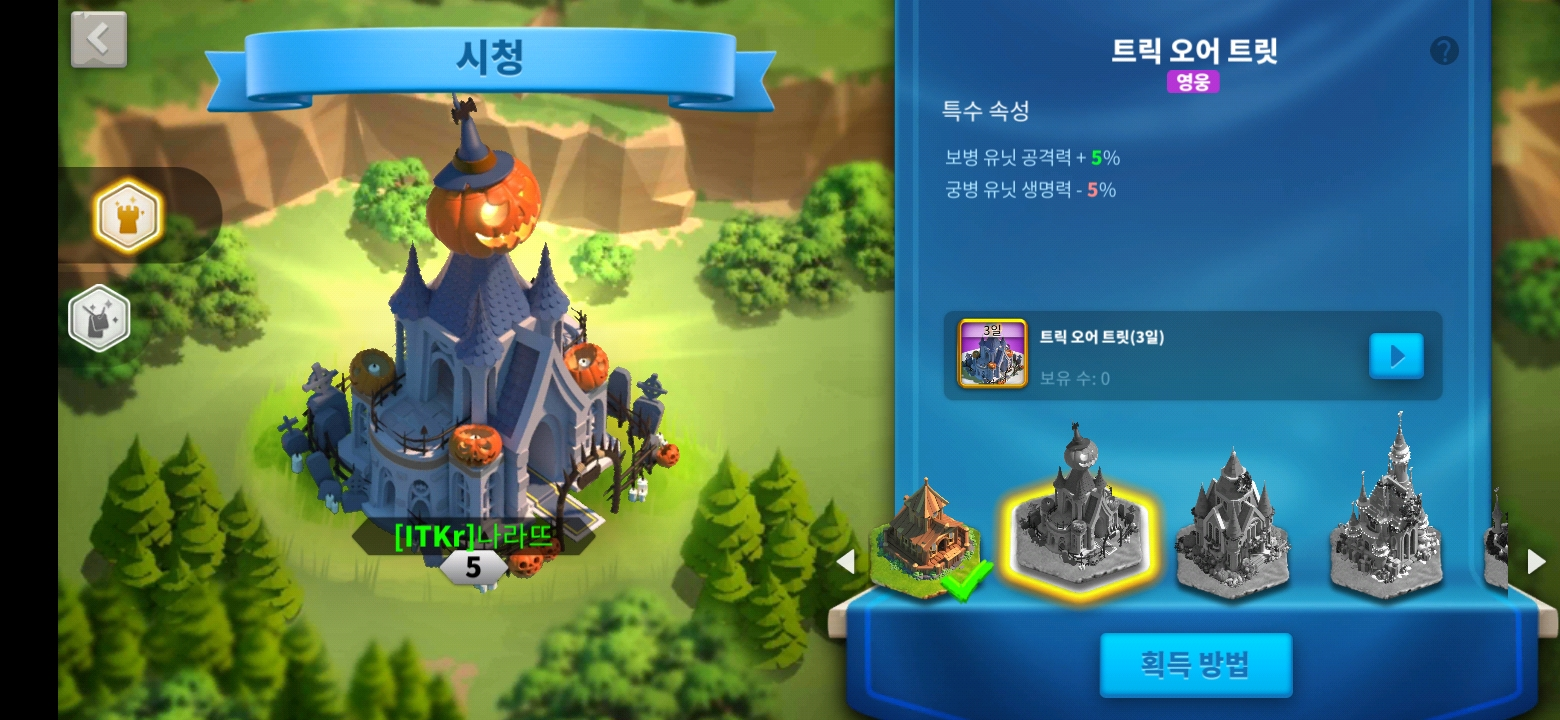 시청
트릭 오어 트릿
영웅
특수 속성
보병 유닛 공격력 + 5%
궁병 유닛 생명력 - 5%
3일
트릭 오어 트릿(3일)
보유 수: 0
[ITKr]나라뜨
5
획득 방법